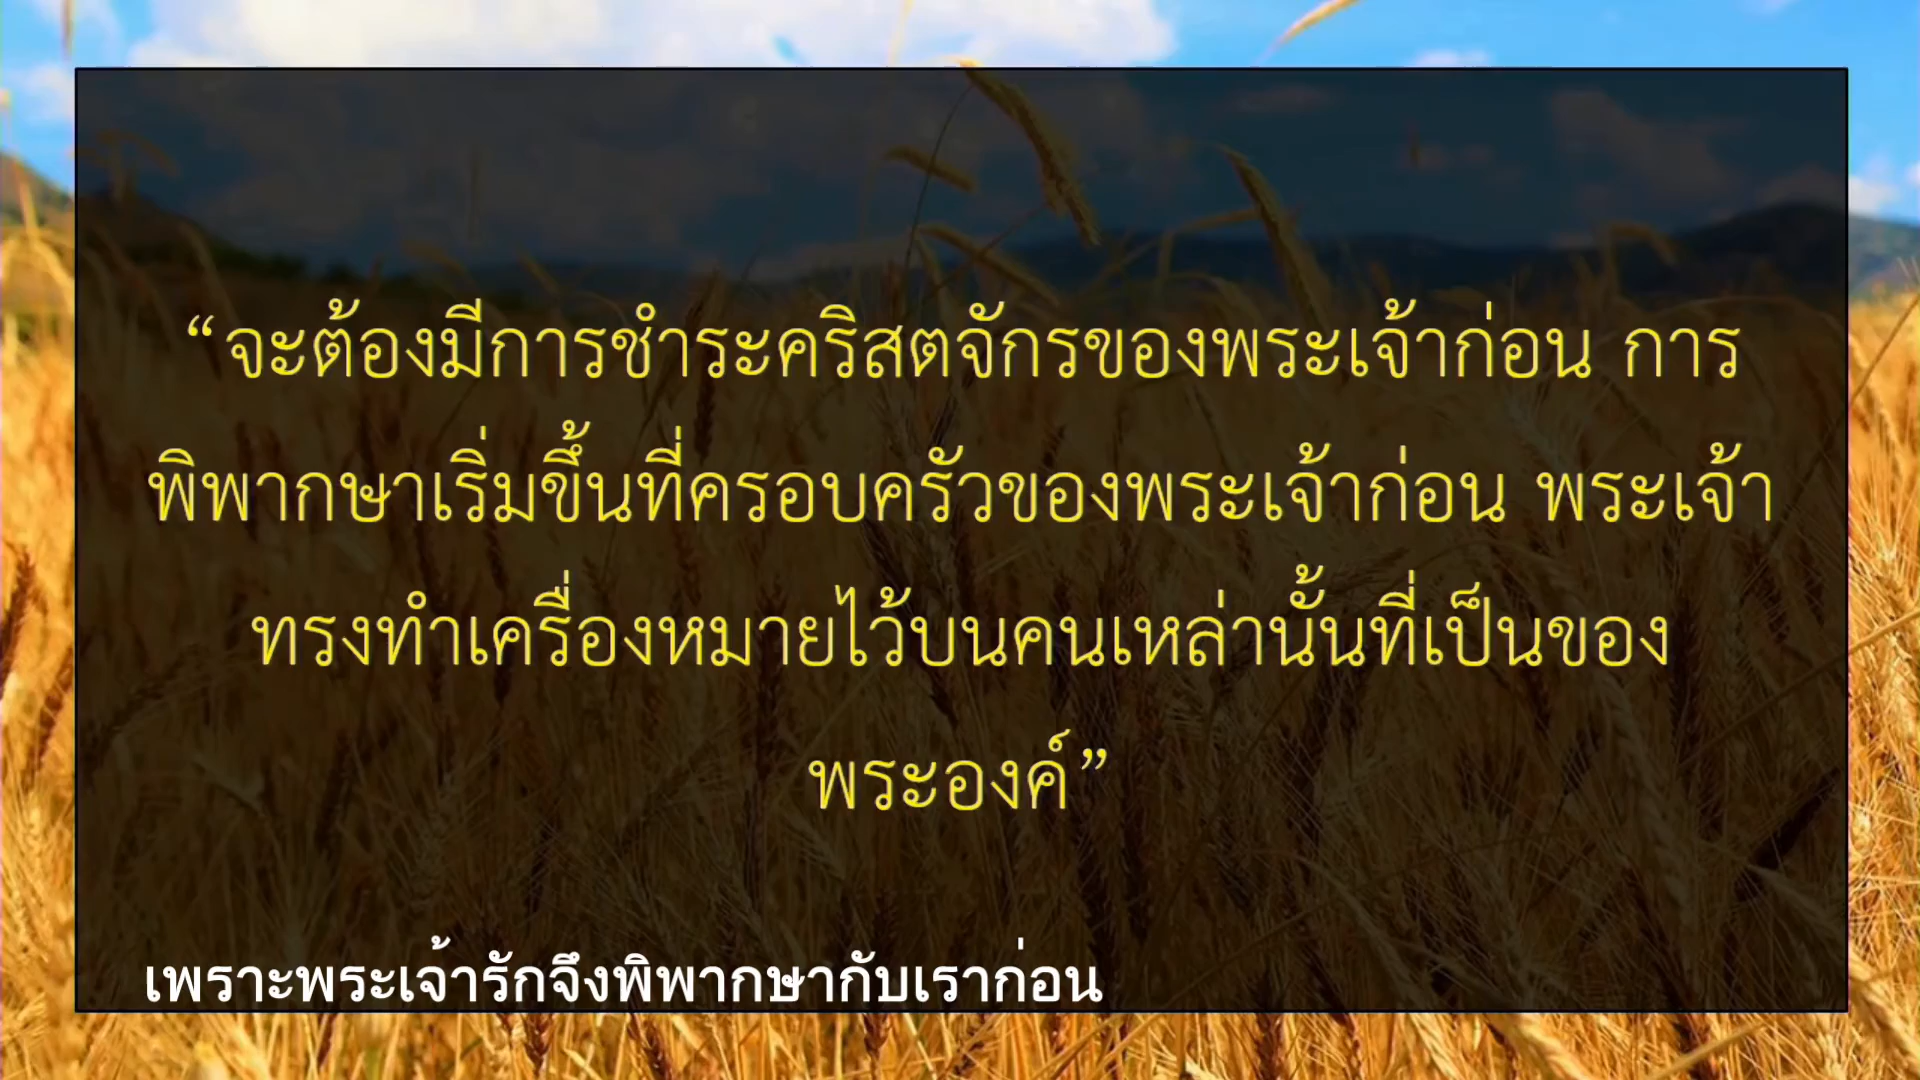 “จะต้องมีการชำระคริสตจักรของพระเจ้าก่อน การ
พิพากษาเริ่มขึ้นที่ครอบครัวของพระเจ้าก่อน พระเจ้า
ทรงทำเครื่องหมายไว้บนคนเหล่านั้นที่เป็นของ
พระองค์”
เพราะพระเจ้ารักจึงพิพากษากับเราก่อน